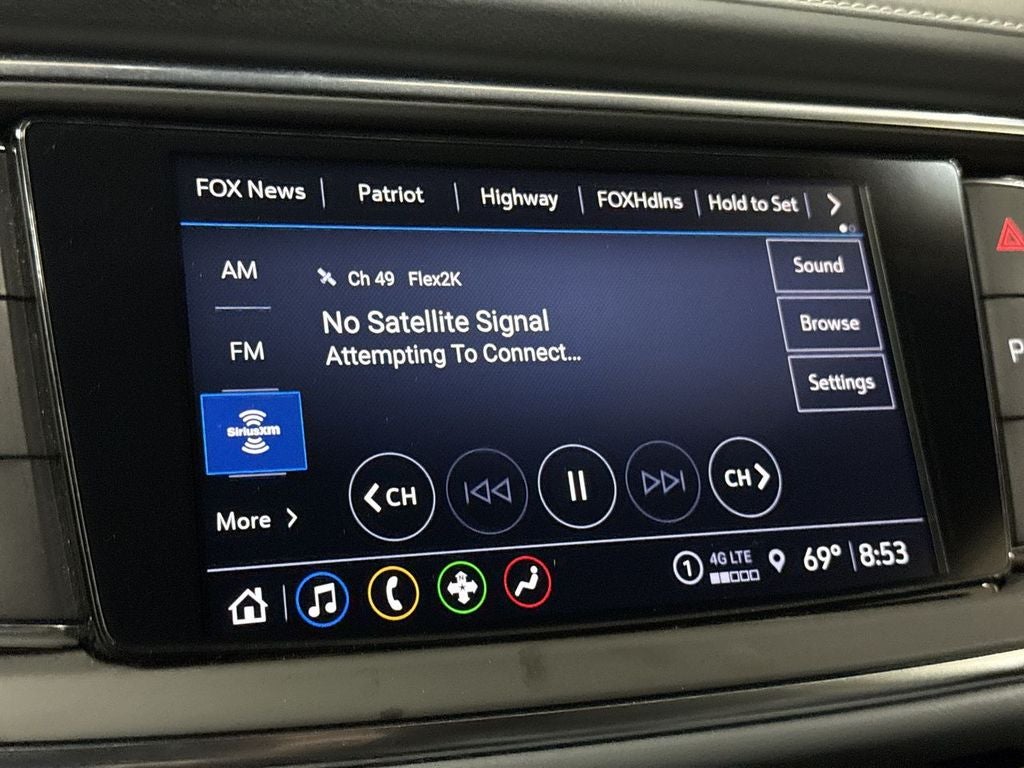 FOX News
Patriot
Highway
FOXHdlns
Hold to Set
AM
Ch 49 Flex2K
Sound
No Satellite Signal
FM
Attempting To Connect...
Browse
Settings
SiriusXM
CH
CH
More
1
4G LTE
69°
8:53
P